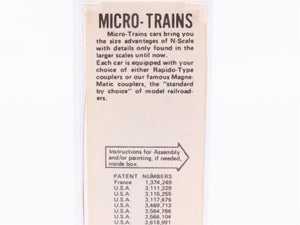 MICRO-TRAINS
Micro-Trains cars bring you
the size advantages of N-Scale
with details only found in the
larger scales until now.
Each car is equipped with your
choice of either Rapido-Type
couplers or our famous Magne-
Matic couplers, the "standard
by choice" of model railroad-
ers.
Instructions for Assembly
and/or painting, if needed,
inside box.
PATENT NUMBERS
France 1,374,249
U.S.A. 3,111,229
U.S.A. 3,115,255
U.S.A. 3,117,676
U.S.A. 3,469,713
U.S.A. 3,564,766
U.S.A. 3,566,104
U.S.A. 3,618,991